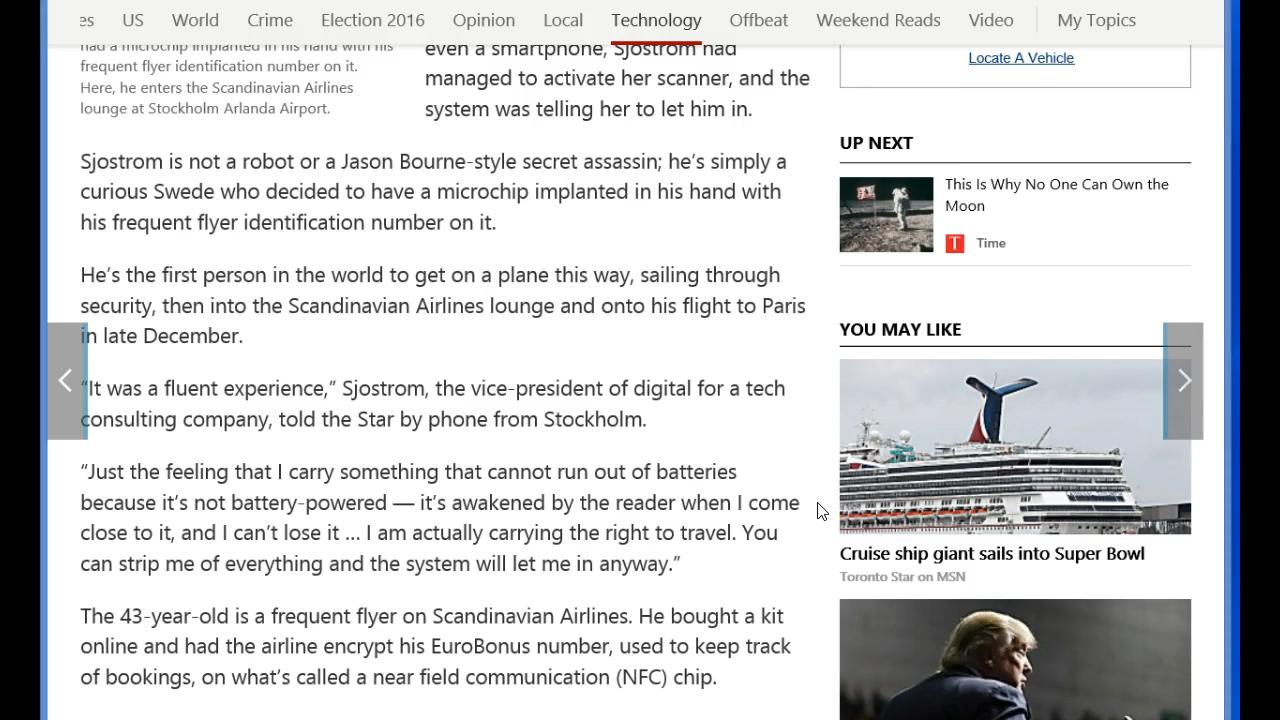 es US World Crime Election 2016 Opinion Local Technology Offbeat Weekend Reads Video My Topics
had a microchip implanted in his hand with his
frequent flyer identification number on it.
Here, he enters the Scandinavian Airlines
lounge at Stockholm Arlanda Airport.
even a smartphone, Sjostrom had
managed to activate her scanner, and the
system was telling her to let him in.
Sjostrom is not a robot or a Jason Bourne-style secret assassin; he’s simply a
curious Swede who decided to have a microchip implanted in his hand with
his frequent flyer identification number on it.
He’s the first person in the world to get on a plane this way, sailing through
security, then into the Scandinavian Airlines lounge and onto his flight to Paris
in late December.
“It was a fluent experience,” Sjostrom, the vice-president of digital for a tech
consulting company, told the Star by phone from Stockholm.
“Just the feeling that I carry something that cannot run out of batteries
because it’s not battery-powered — it’s awakened by the reader when I come
close to it, and I can’t lose it … I am actually carrying the right to travel. You
can strip me of everything and the system will let me in anyway.”
The 43-year-old is a frequent flyer on Scandinavian Airlines. He bought a kit
online and had the airline encrypt his EuroBonus number, used to keep track
of bookings, on what’s called a near field communication (NFC) chip.
Locate A Vehicle
UP NEXT
This Is Why No One Can Own the
Moon
T Time
YOU MAY LIKE
Cruise ship giant sails into Super Bowl
Toronto Star on MSN